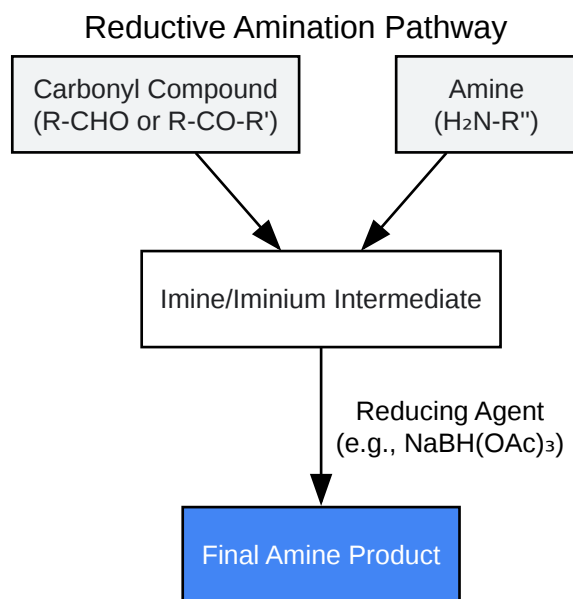 Reductive Amination Pathway
Carbonyl Compound
(R-CHO or R-CO-R')
Amine
(H₂N-R")
Imine/Iminium Intermediate
Reducing Agent
(e.g., NaBH(OAc)₃)
Final Amine Product